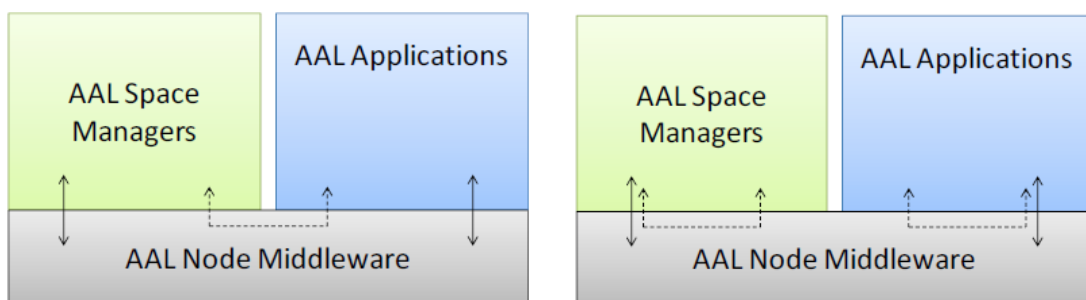 AAL Space
Managers
AAL Applications
AAL Node Middleware
AAL Space
Managers
AAL Applications
AAL Node Middleware